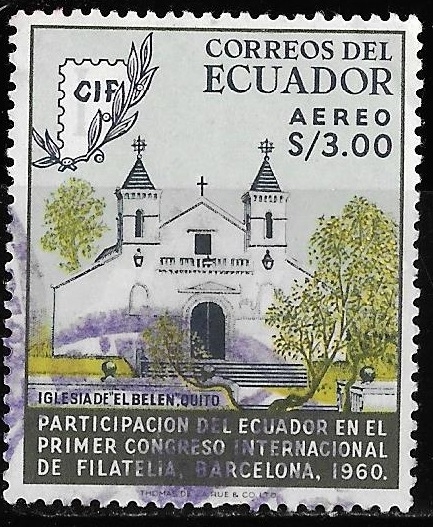 CIF
CORREOS DEL
ECUADOR
AEREO
S/3.00
IGLESIA DE "EL BELEN", QUITO
PARTICIPACION DEL ECUADOR EN EL
PRIMER CONGRESO INTERNACIONAL
DE FILATELIA, BARCELONA, 1960.
THOMAS DE LA RUE & CO. LTD.